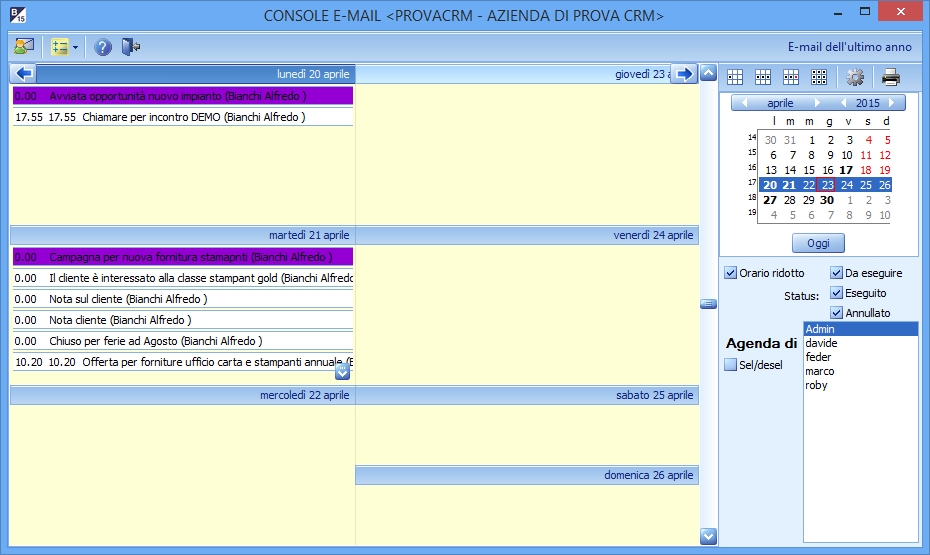 B 15
CONSOLE E-MAIL <PROVACRM - AZIENDA DI PROVA CRM>
E-mail dell'ultimo anno
lunedì 20 aprile
0.00 Avviata opportunità nuovo impianto (Bianchi Alfredo )
17.55 17.55 Chiamare per incontro DEMO (Bianchi Alfredo )
martedì 21 aprile
0.00 Campagna per nuova fornitura stamapnti (Bianchi Alfredo )
0.00 Il cliente è interessato alla classe stampant gold (Bianchi Alfredo
0.00 Nota sul cliente (Bianchi Alfredo )
0.00 Nota cliente (Bianchi Alfredo )
0.00 Chiuso per ferie ad Agosto (Bianchi Alfredo )
10.20 10.20 Offerta per forniture ufficio carta e stampanti annuale (B
mercoledì 22 aprile
giovedì 23 a
venerdì 24 aprile
sabato 25 aprile
domenica 26 aprile
aprile 2015
l m m g v s d
14 30 31 1 2 3 4 5
15 6 7 8 9 10 11 12
16 13 14 15 16 17 18 19
17 20 21 22 23 24 25 26
18 27 28 29 30 1 2 3
19 4 5 6 7 8 9 10
Oggi
Orario ridotto
Status:
Da eseguire
Eseguito
Annullato
Agenda di
Sel/desel
Admin
davide
feder
marco
roby